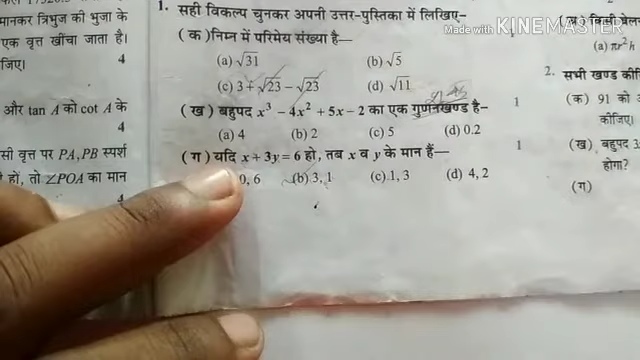 मानकर त्रिभुज की भुजा के
एक वृत्त खींचा जाता है।
जिए। 4
और tan A को cot A के
4
सी वृत्त पर PA, PB स्पर्श
हों, तो ∠POA का मान
4
1. सही विकल्प चुनकर अपनी उत्तर-पुस्तिका में लिखिए-
(क) निम्न में परिमेय संख्या है— 1
(a) √31 (b) √5
(c) 3 + √23 – √23 (d) √11
(ख) बहुपद x³ – 4x² + 5x – 2 का एक गुणनखण्ड है- 1
(a) 4 (b) 2 (c) 5 (d) 0.2
(ग) यदि x + 3y = 6 हो, तब x व y के मान हैं— 1
0, 6 (b) 3, 1 (c) 1, 3 (d) 4, 2
Made with KINEMASTER
(a) πr²h
2. सभी खण्ड कीजि
(क) 91 को
कीजिए।
(ख) बहुपद 3
होगा?
(ग)